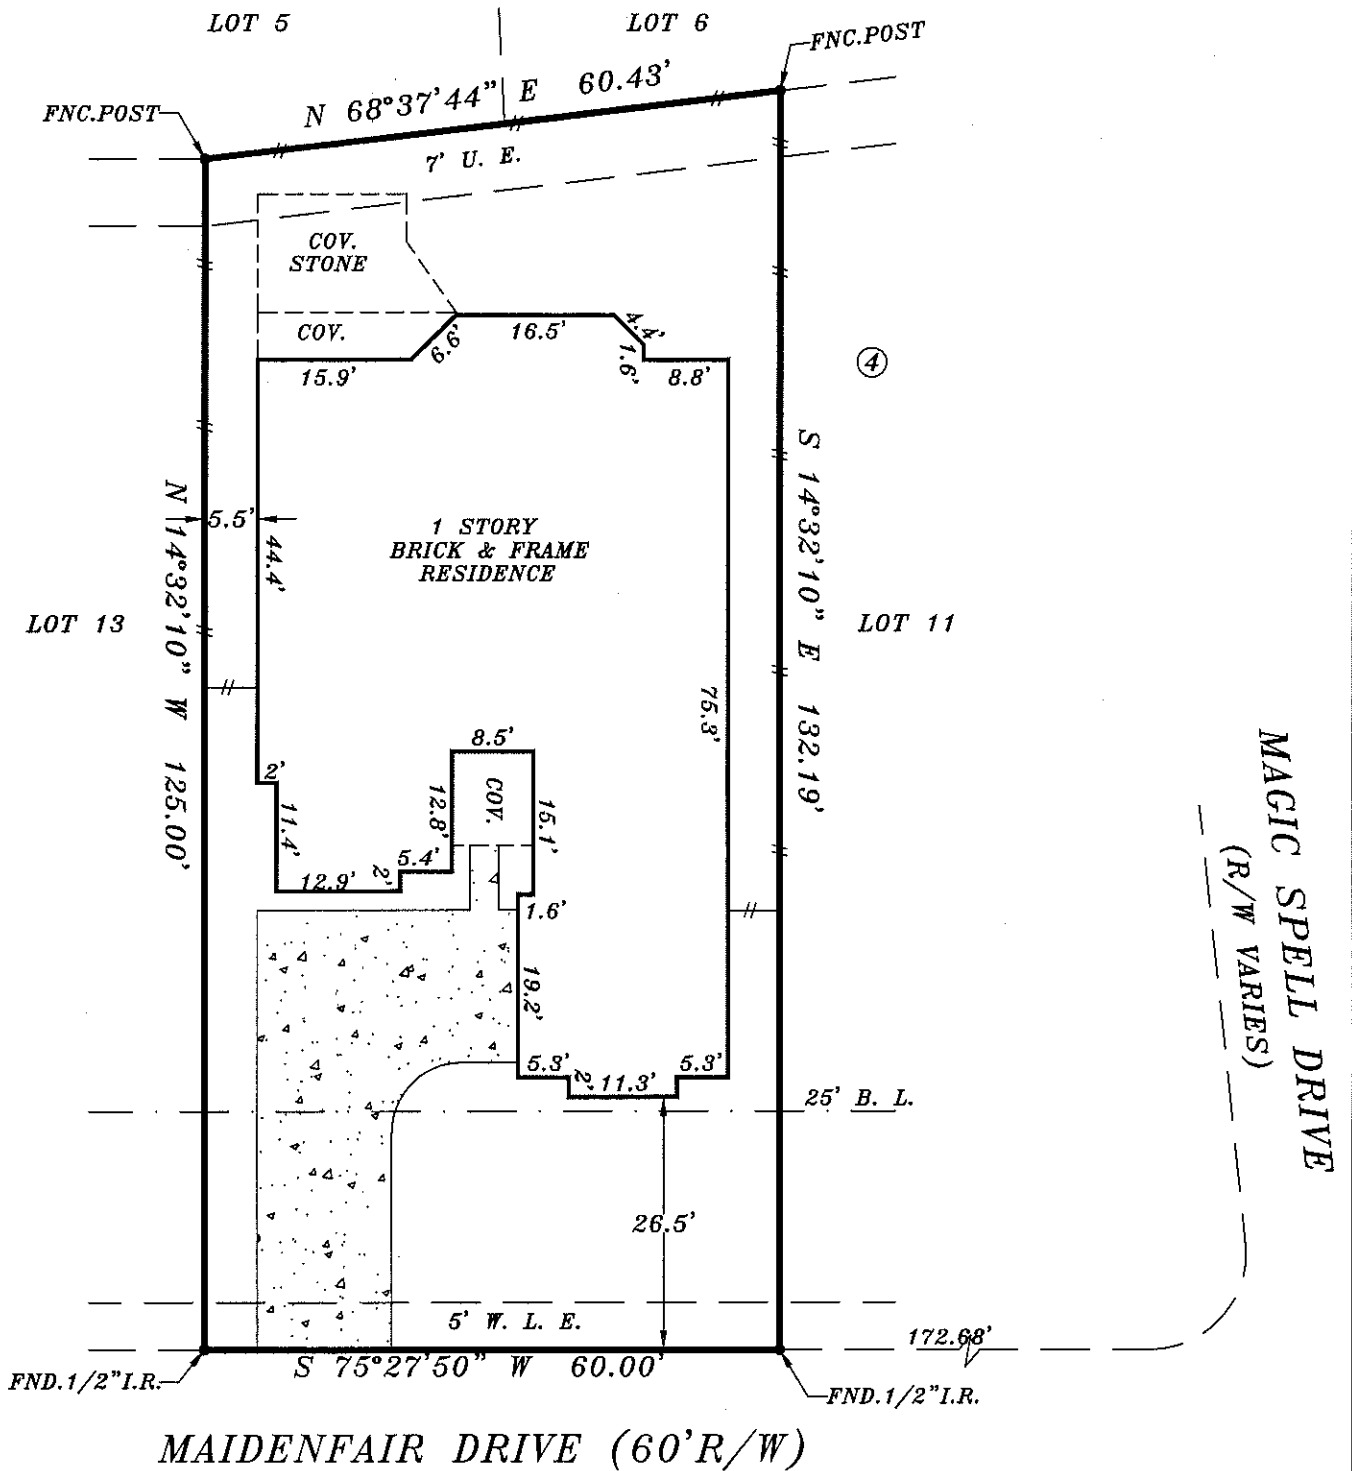 LOT 5
LOT 6
FNC.POST
FNC.POST
N 68°37'44" E 60.43'
7' U. E.
COV.
STONE
COV.
6.6'
16.5'
4.4'
1.6'
15.9'
8.8'
4
N 14°32'10" W 125.00'
5.5'
44.4'
1 STORY
BRICK & FRAME
RESIDENCE
S 14°32'10" E 132.19'
LOT 13
LOT 11
75.3'
8.5'
2'
11.4'
12.8'
COV.
15.1'
5.4'
2'
12.9'
1.6'
19.2'
5.3'
2'
11.3'
5.3'
25' B. L.
MAGIC SPELL DRIVE
(R/W VARIES)
26.5'
5' W. L. E.
172.68'
S 75°27'50" W 60.00'
FND.1/2"I.R.
FND.1/2"I.R.
MAIDENFAIR DRIVE (60'R/W)